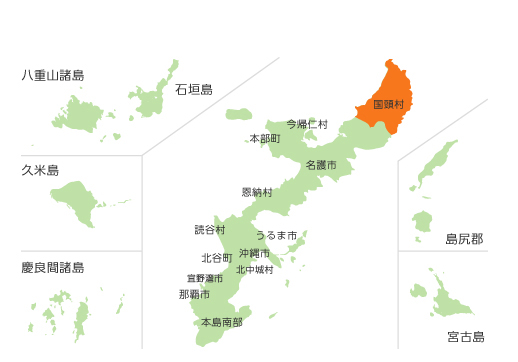 八重山諸島
石垣島
国頭村
今帰仁村
本部町
名護市
久米島
恩納村
読谷村
うるま市
島尻郡
沖縄市
北谷町
慶良間諸島
北中城村
宜野灣市
那覇市
本島南部
宮古島